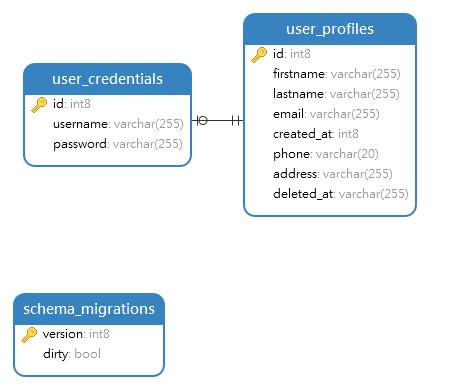 user_credentials
id: int8
username: varchar(255)
password: varchar(255)
user_profiles
id: int8
firstname: varchar(255)
lastname: varchar(255)
email: varchar(255)
created_at: int8
phone: varchar(20)
address: varchar(255)
deleted_at: varchar(255)
schema_migrations
version: int8
dirty: bool